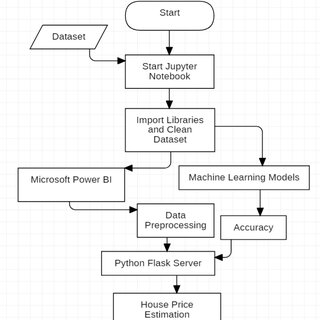 Start
Dataset
Start Jupyter
Notebook
Import Libraries
and Clean
Dataset
Microsoft Power BI
Machine Learning Models
Data
Preprocessing
Accuracy
Python Flask Server
House Price
Estimation